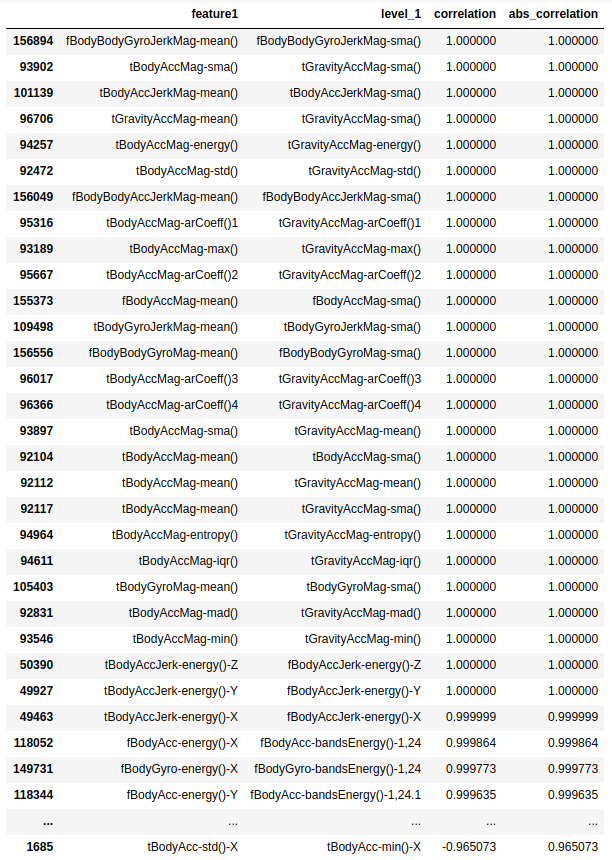 feature1 level_1 correlation abs_correlation
156894 fBodyBodyGyroJerkMag-mean() fBodyBodyGyroJerkMag-sma() 1.000000 1.000000
93902 tBodyAccMag-sma() tGravityAccMag-sma() 1.000000 1.000000
101139 tBodyAccJerkMag-mean() tBodyAccJerkMag-sma() 1.000000 1.000000
96706 tGravityAccMag-mean() tGravityAccMag-sma() 1.000000 1.000000
94257 tBodyAccMag-energy() tGravityAccMag-energy() 1.000000 1.000000
92472 tBodyAccMag-std() tGravityAccMag-std() 1.000000 1.000000
156049 fBodyBodyAccJerkMag-mean() fBodyBodyAccJerkMag-sma() 1.000000 1.000000
95316 tBodyAccMag-arCoeff()1 tGravityAccMag-arCoeff()1 1.000000 1.000000
93189 tBodyAccMag-max() tGravityAccMag-max() 1.000000 1.000000
95667 tBodyAccMag-arCoeff()2 tGravityAccMag-arCoeff()2 1.000000 1.000000
155373 fBodyAccMag-mean() fBodyAccMag-sma() 1.000000 1.000000
109498 tBodyGyroJerkMag-mean() tBodyGyroJerkMag-sma() 1.000000 1.000000
156556 fBodyBodyGyroMag-mean() fBodyBodyGyroMag-sma() 1.000000 1.000000
96017 tBodyAccMag-arCoeff()3 tGravityAccMag-arCoeff()3 1.000000 1.000000
96366 tBodyAccMag-arCoeff()4 tGravityAccMag-arCoeff()4 1.000000 1.000000
93897 tBodyAccMag-sma() tGravityAccMag-mean() 1.000000 1.000000
92104 tBodyAccMag-mean() tBodyAccMag-sma() 1.000000 1.000000
92112 tBodyAccMag-mean() tGravityAccMag-mean() 1.000000 1.000000
92117 tBodyAccMag-mean() tGravityAccMag-sma() 1.000000 1.000000
94964 tBodyAccMag-entropy() tGravityAccMag-entropy() 1.000000 1.000000
94611 tBodyAccMag-iqr() tGravityAccMag-iqr() 1.000000 1.000000
105403 tBodyGyroMag-mean() tBodyGyroMag-sma() 1.000000 1.000000
92831 tBodyAccMag-mad() tGravityAccMag-mad() 1.000000 1.000000
93546 tBodyAccMag-min() tGravityAccMag-min() 1.000000 1.000000
50390 tBodyAccJerk-energy()-Z fBodyAccJerk-energy()-Z 1.000000 1.000000
49927 tBodyAccJerk-energy()-Y fBodyAccJerk-energy()-Y 1.000000 1.000000
49463 tBodyAccJerk-energy()-X fBodyAccJerk-energy()-X 0.999999 0.999999
118052 fBodyAcc-energy()-X fBodyAcc-bandsEnergy()-1,24 0.999864 0.999864
149731 fBodyGyro-energy()-X fBodyGyro-bandsEnergy()-1,24 0.999773 0.999773
118344 fBodyAcc-energy()-Y fBodyAcc-bandsEnergy()-1,24.1 0.999635 0.999635
... ... ... ... ...
1685 tBodyAcc-std()-X tBodyAcc-min()-X -0.965073 0.965073